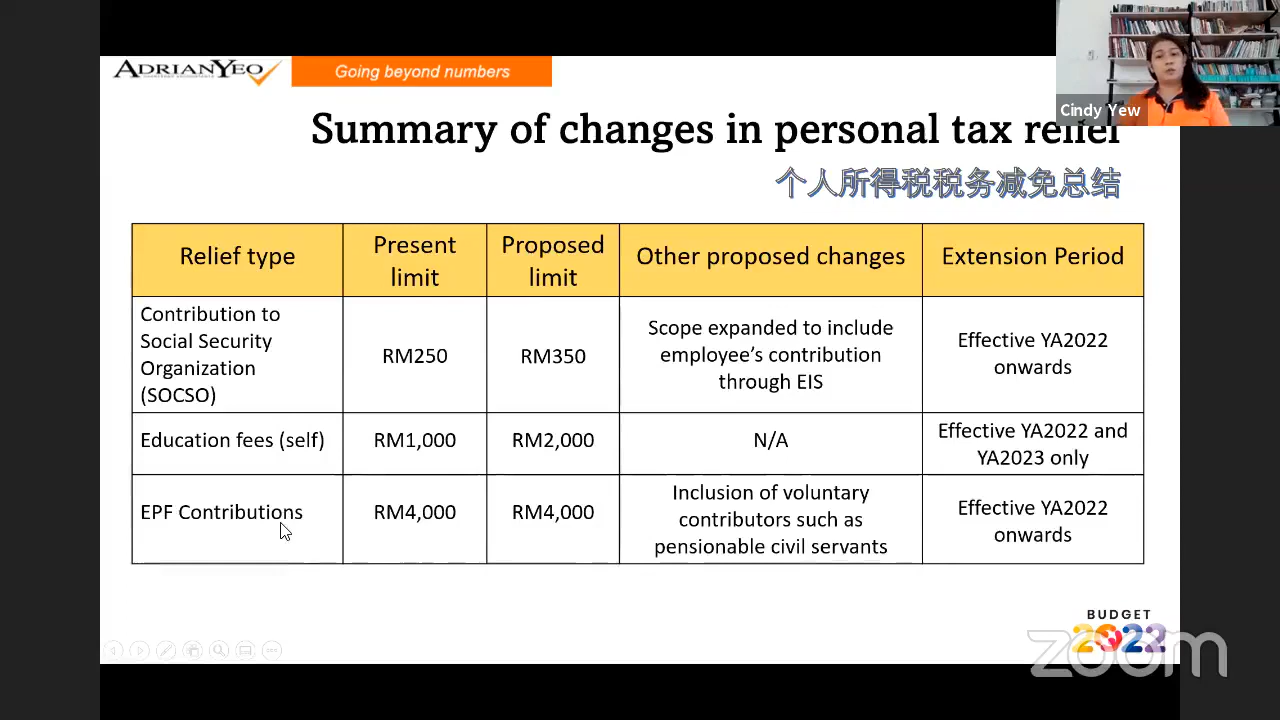 ADRIANYEO
Going beyond numbers
Cindy Yew
Summary of changes in personal tax relief
个人所得税税务减免总结
Relief type
Present
limit
Proposed
limit
Other proposed changes
Extension Period
Contribution to
Social Security
Organization
(SOCSO)
RM250
RM350
Scope expanded to include
employee's contribution
through EIS
Effective YA2022
onwards
Education fees (self)
RM1,000
RM2,000
N/A
Effective YA2022 and
YA2023 only
EPF Contributions
RM4,000
RM4,000
Inclusion of voluntary
contributors such as
pensionable civil servants
Effective YA2022
onwards
BUDGET
2022
zoom